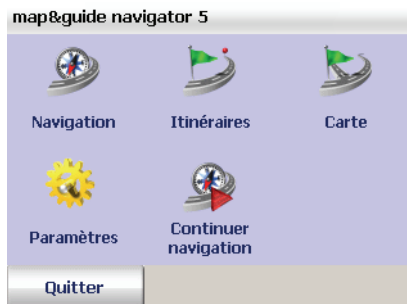 map&guide navigator 5
Navigation
Itinéraires
Carte
Paramètres
Continuer
navigation
Quitter